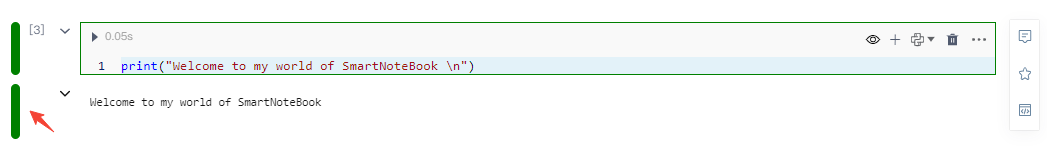 [3]
0.05s
1 print("Welcome to my world of SmartNoteBook \n")
Welcome to my world of SmartNoteBook